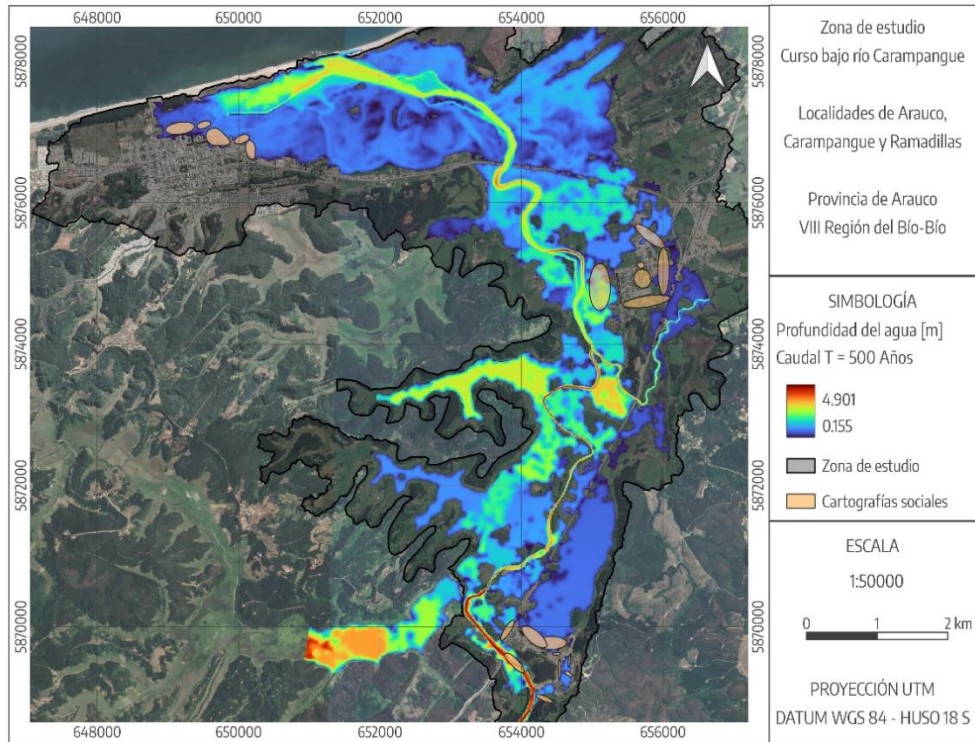 648000 650000 652000 654000 656000
5878000
5876000
5874000
5872000
5870000
5878000
5876000
5874000
5872000
5870000
648000 650000 652000 654000 656000
Zona de estudio
Curso bajo río Carampangue
Localidades de Arauco,
Carampangue y Ramadillas
Provincia de Arauco
VIII Región del Bío-Bío
SIMBOLOGÍA
Profundidad del agua [m]
Caudal T = 500 Años
4.901
0.155
Zona de estudio
Cartografías sociales
ESCALA
1:50000
0 1 2 km
PROYECCIÓN UTM
DATUM WGS 84 - HUSO 18 S